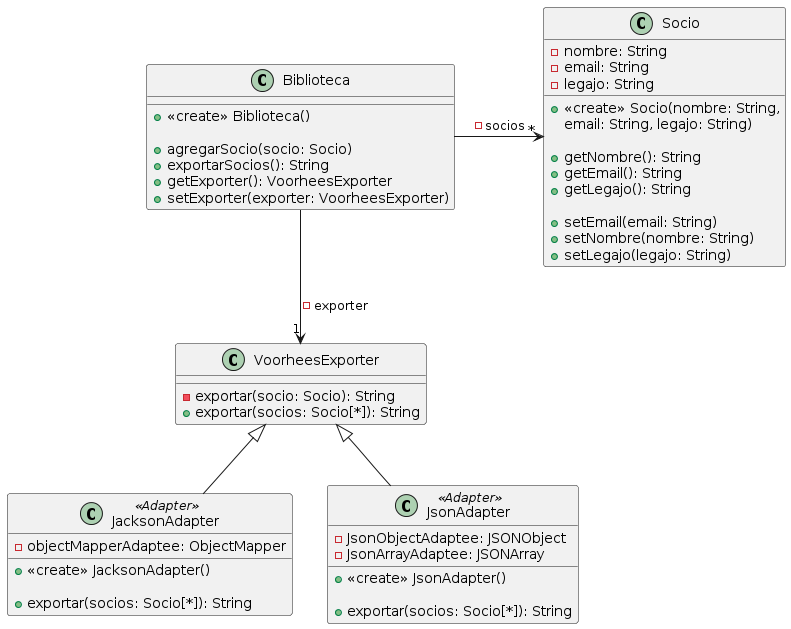 Socio
nombre: String
email: String
legajo: String
«create» Socio(nombre: String,
email: String, legajo: String)
getNombre(): String
getEmail(): String
getLegajo(): String
setEmail(email: String)
setNombre(nombre: String)
setLegajo(legajo: String)
Biblioteca
«create» Biblioteca()
agregarSocio(socio: Socio)
exportarSocios(): String
getExporter(): VoorheesExporter
setExporter(exporter: VoorheesExporter)
socios
*
exporter
1
VoorheesExporter
exportar(socio: Socio): String
exportar(socios: Socio[*]): String
«Adapter»
JacksonAdapter
objectMapperAdaptee: ObjectMapper
«create» JacksonAdapter()
exportar(socios: Socio[*]): String
«Adapter»
JsonAdapter
JsonObjectAdaptee: JSONObject
JsonArrayAdaptee: JSONArray
«create» JsonAdapter()
exportar(socios: Socio[*]): String